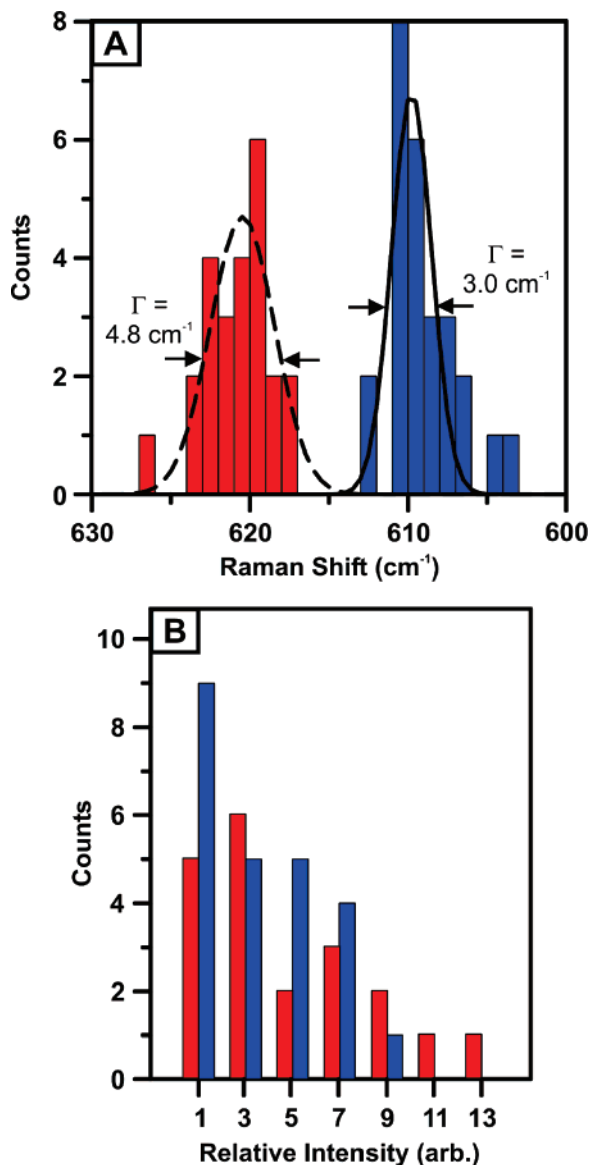 A
8
6
4
2
0
Counts
Γ =
4.8 cm⁻¹
Γ =
3.0 cm⁻¹
630
620
610
600
Raman Shift (cm⁻¹)
B
10
8
6
4
2
0
Counts
1 3 5 7 9 11 13
Relative Intensity (arb.)